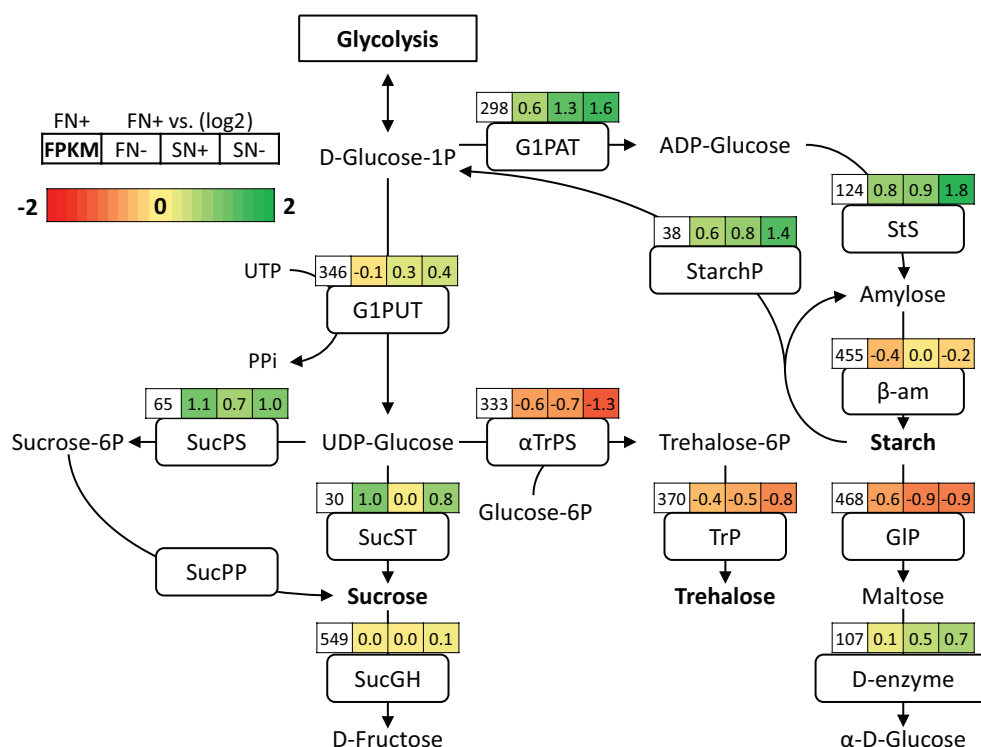 Glycolysis
FN+ FN+ vs. (log2)
FPKM FN- SN+ SN-
-2 0 2
298 0.6 1.3 1.6
G1PAT
D-Glucose-1P
ADP-Glucose
124 0.8 0.9 1.8
StS
38 0.6 0.8 1.4
StarchP
UTP
346 -0.1 0.3 0.4
G1PUT
PPi
Amylose
455 -0.4 0.0 -0.2
β-am
65 1.1 0.7 1.0
SucPS
Sucrose-6P
UDP-Glucose
333 -0.6 -0.7 -1.3
αTrPS
Trehalose-6P
Starch
Glucose-6P
30 1.0 0.0 0.8
SucST
370 -0.4 -0.5 -0.8
TrP
468 -0.6 -0.9 -0.9
GlP
SucPP
Sucrose
Trehalose
Maltose
549 0.0 0.0 0.1
SucGH
107 0.1 0.5 0.7
D-enzyme
D-Fructose
α-D-Glucose